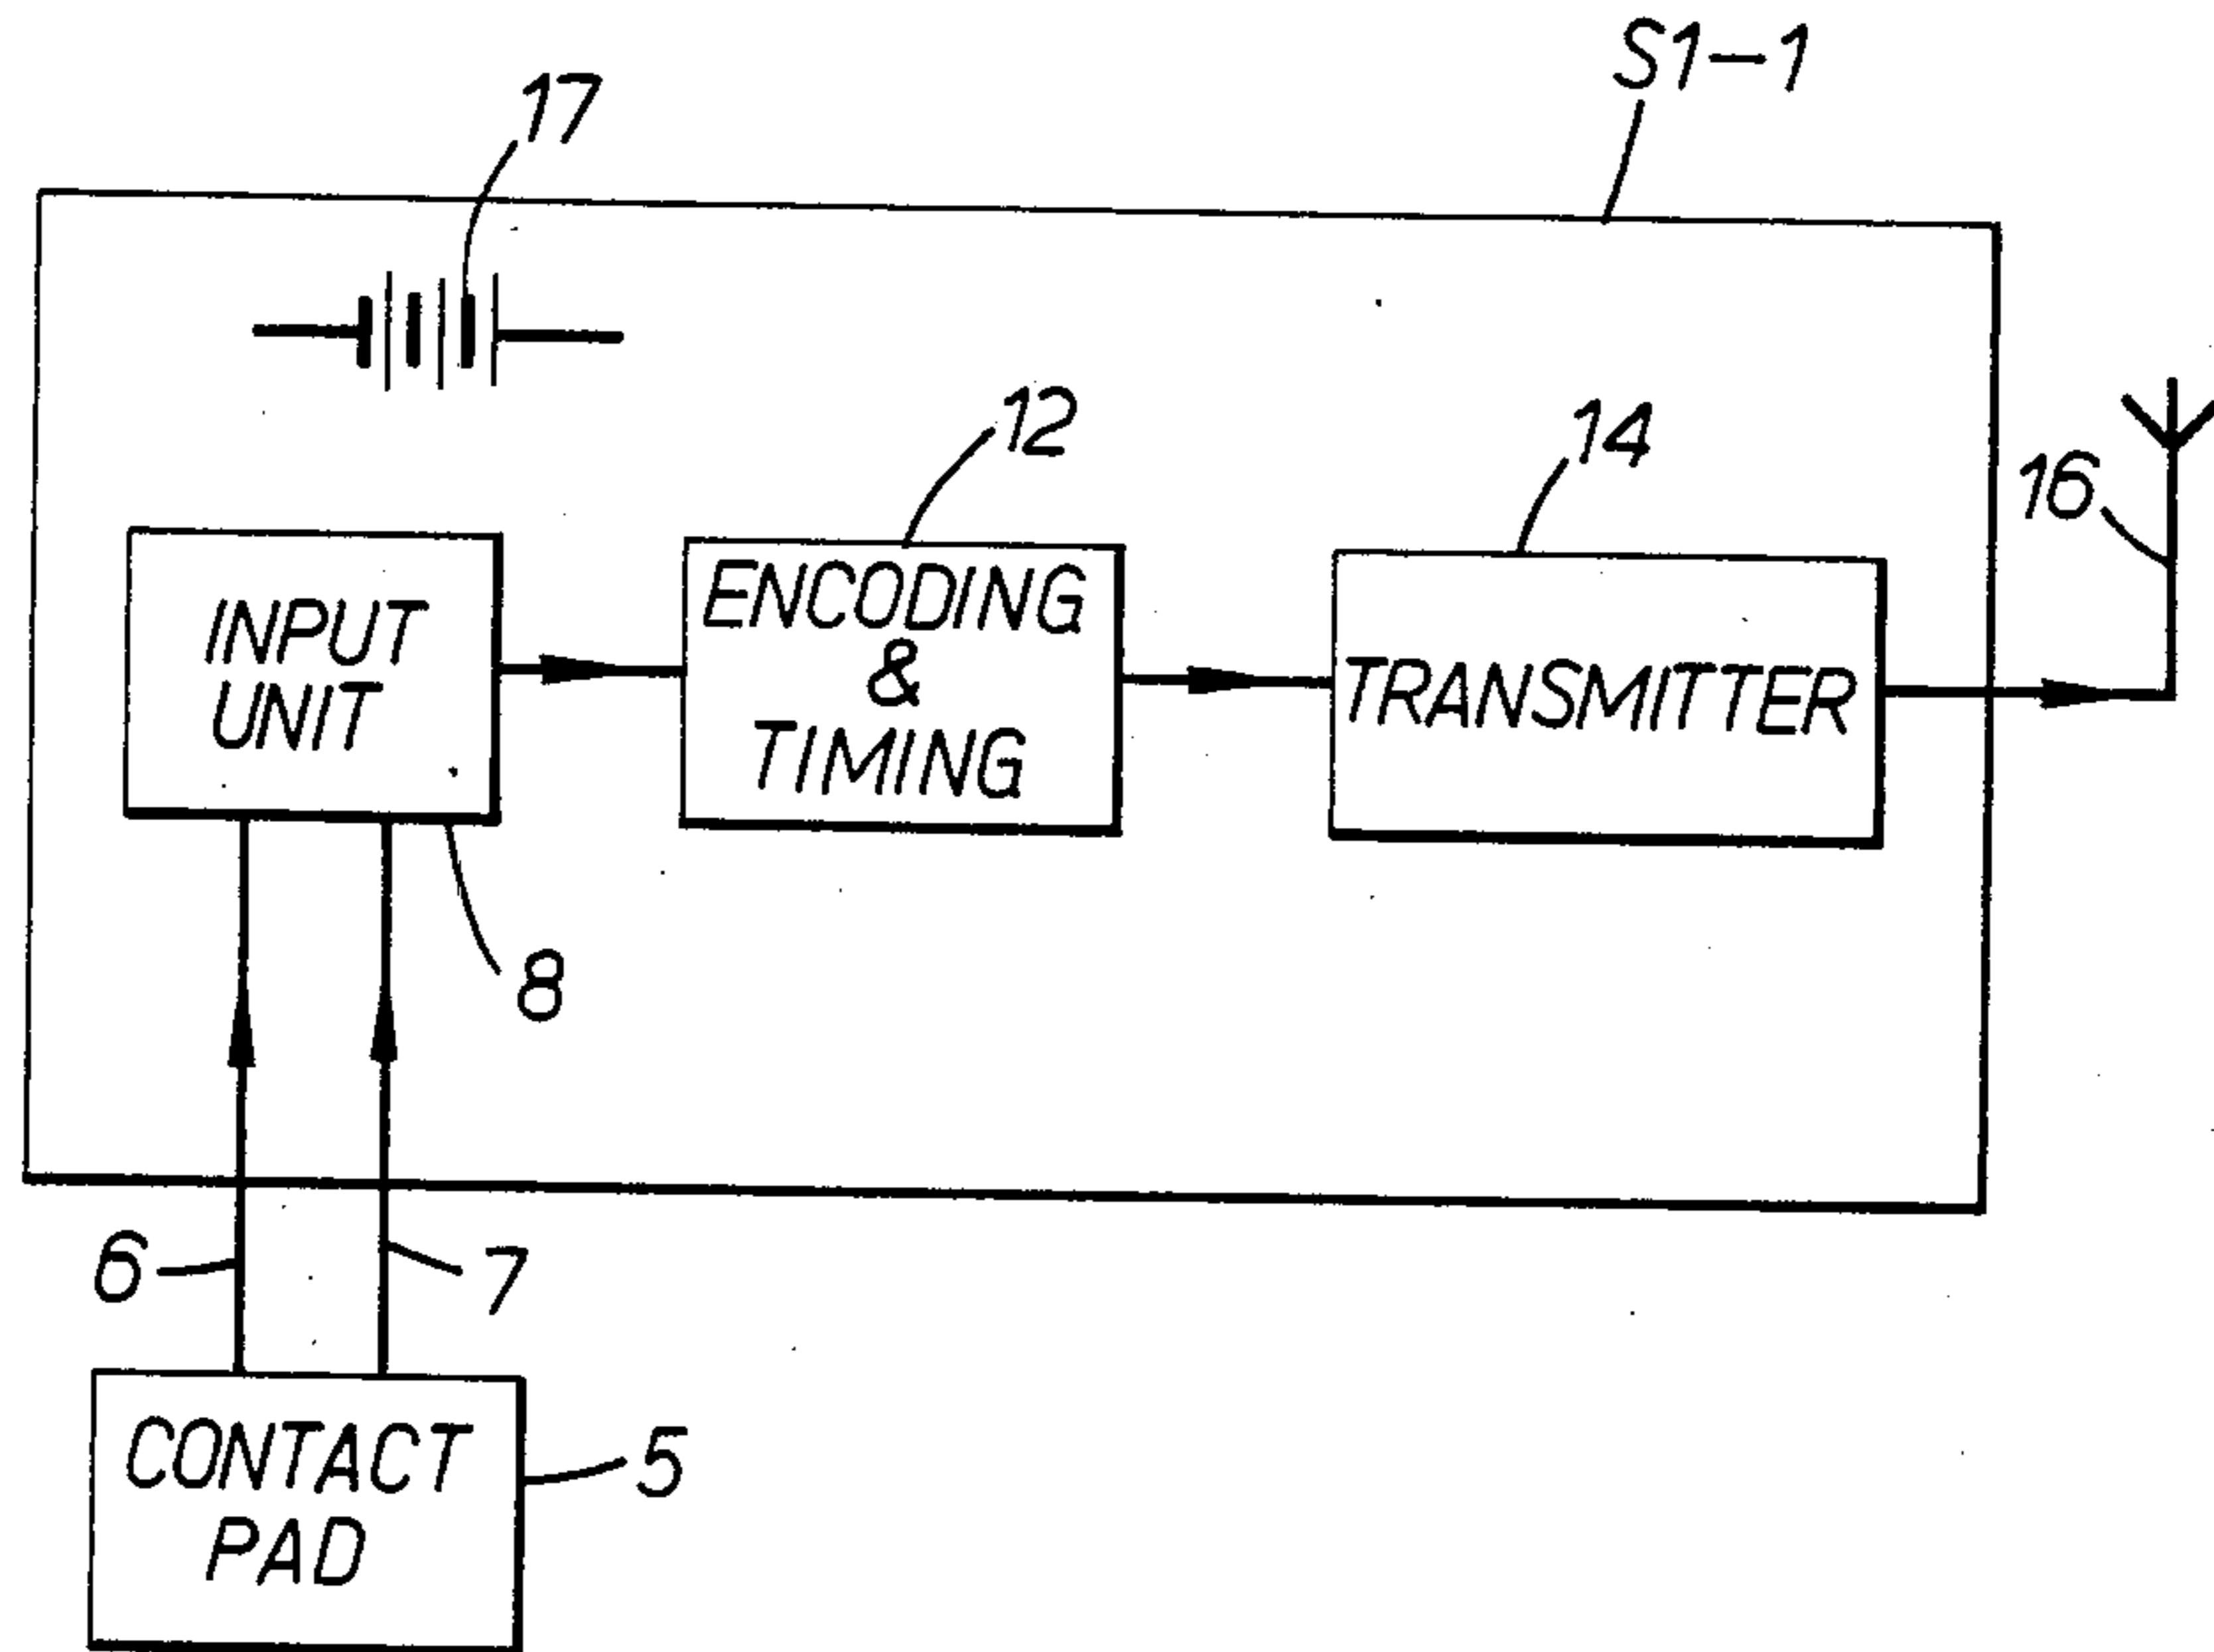 S1-1
17
12
14
16
INPUT
UNIT
ENCODING
&
TIMING
TRANSMITTER
8
6
7
CONTACT
PAD
5